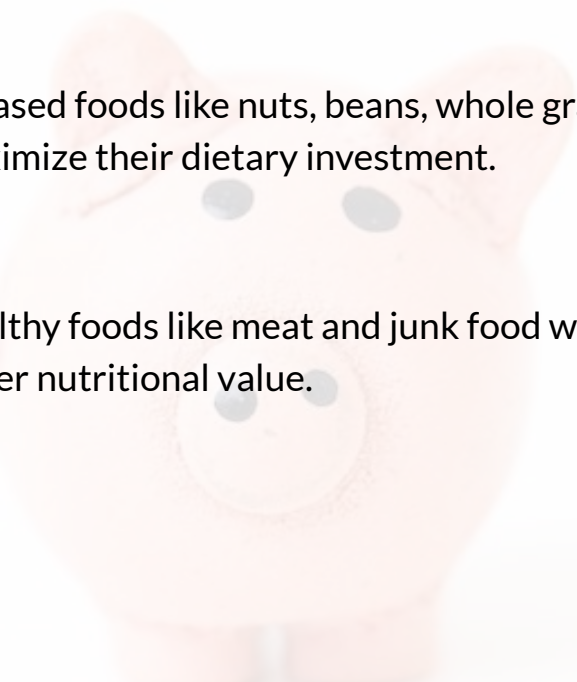 ased foods like nuts, beans, whole gr
imize their dietary investment.
lthy foods like meat and junk food w
er nutritional value.